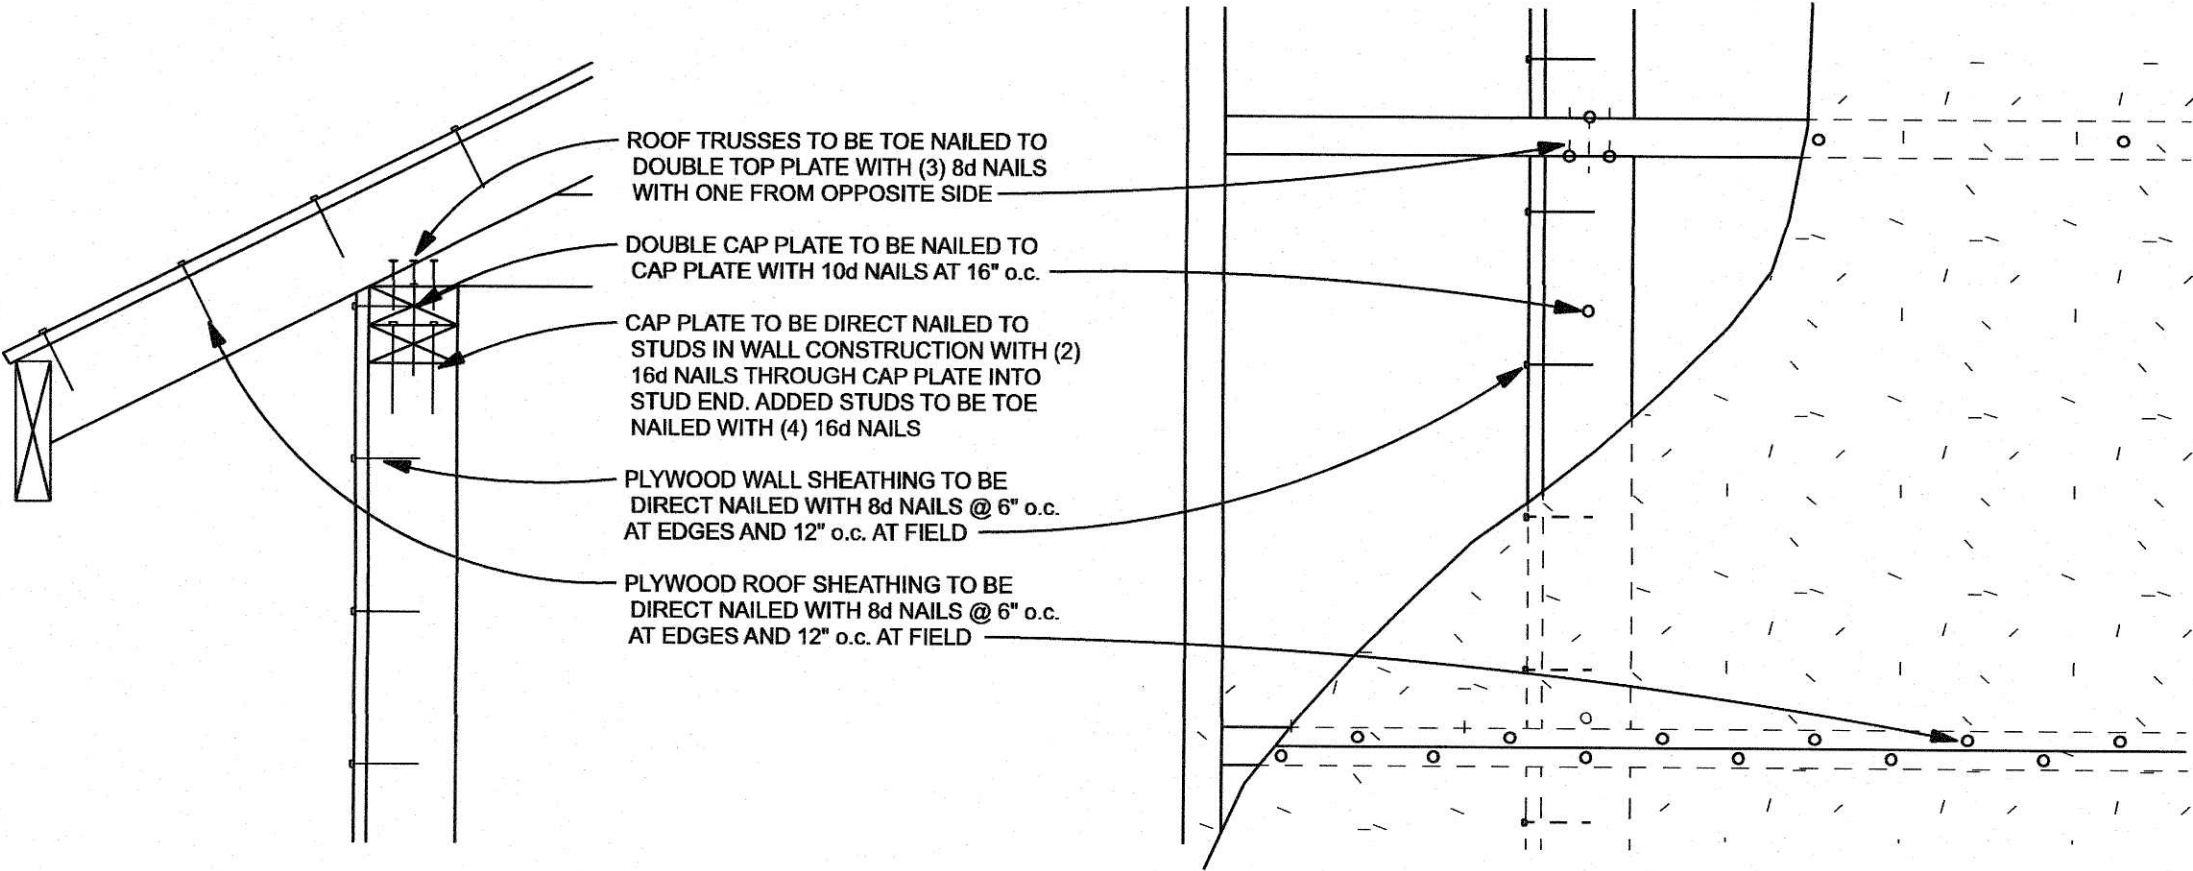 ROOF TRUSSES TO BE TOE NAILED TO
DOUBLE TOP PLATE WITH (3) 8d NAILS
WITH ONE FROM OPPOSITE SIDE
DOUBLE CAP PLATE TO BE NAILED TO
CAP PLATE WITH 10d NAILS AT 16" o.c.
CAP PLATE TO BE DIRECT NAILED TO
STUDS IN WALL CONSTRUCTION WITH (2)
16d NAILS THROUGH CAP PLATE INTO
STUD END. ADDED STUDS TO BE TOE
NAILED WITH (4) 16d NAILS
PLYWOOD WALL SHEATHING TO BE
DIRECT NAILED WITH 8d NAILS @ 6" o.c.
AT EDGES AND 12" o.c. AT FIELD
PLYWOOD ROOF SHEATHING TO BE
DIRECT NAILED WITH 8d NAILS @ 6" o.c.
AT EDGES AND 12" o.c. AT FIELD